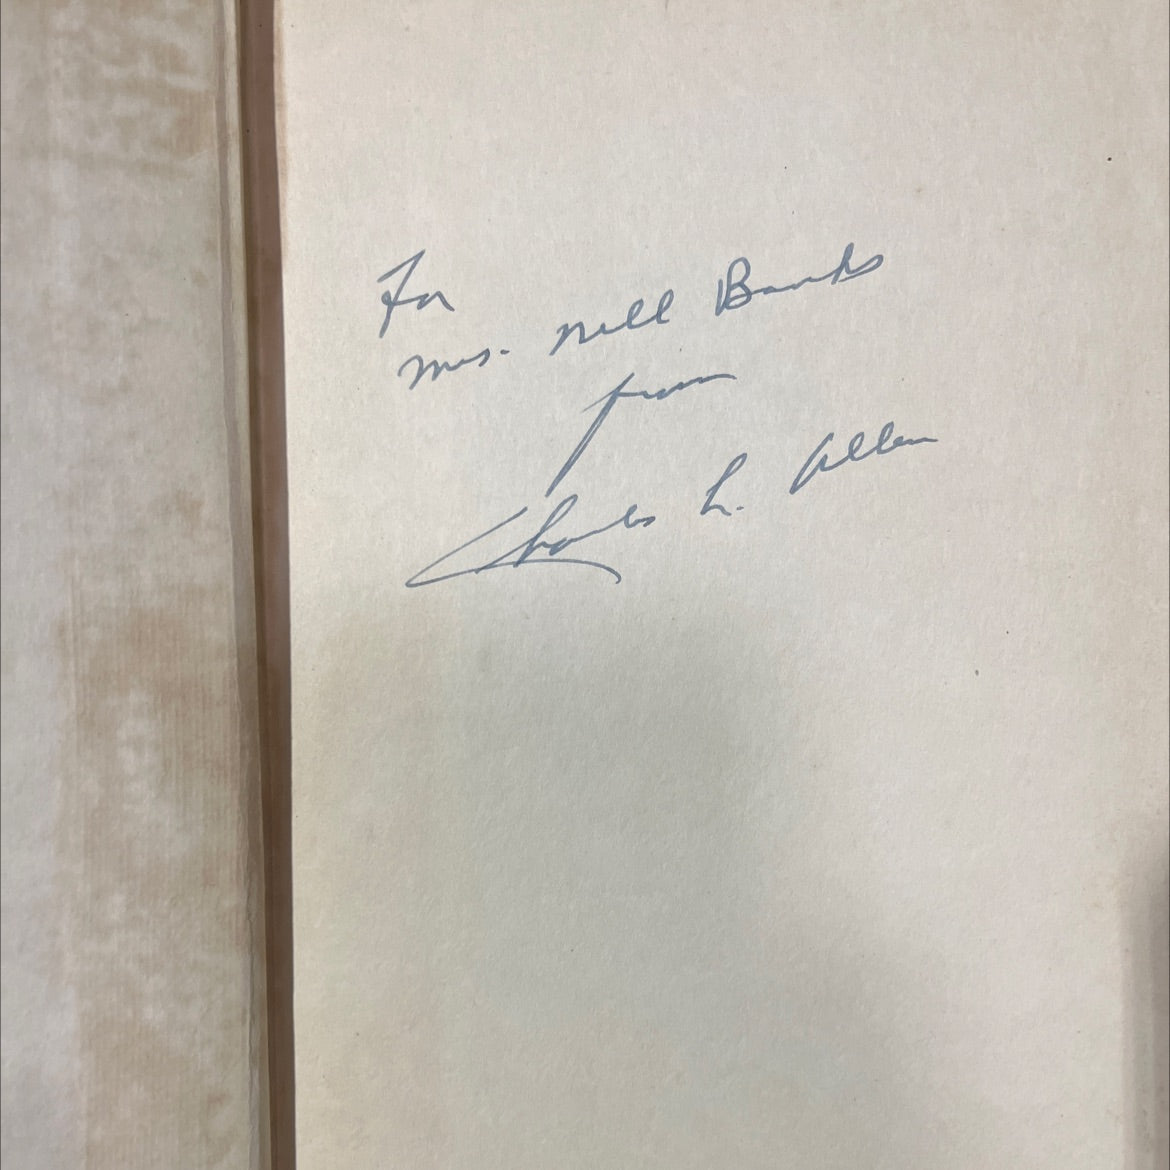 For
Mrs. Nell Banks
from
Charles L. Allen